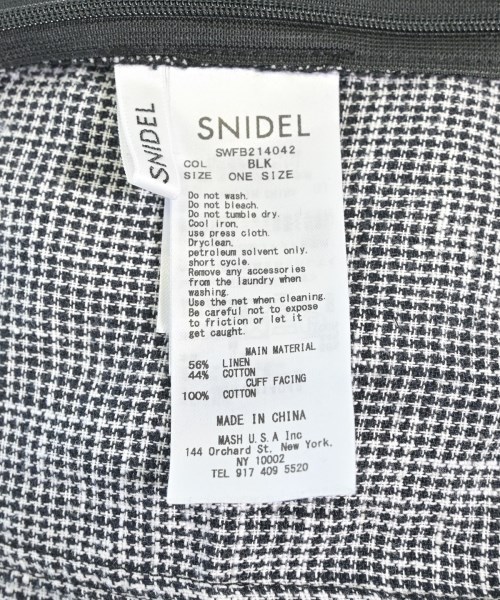 SNIDEL
SNIDEL
SWFB214042
COL BLK
SIZE ONE SIZE
Do not wash.
Do not bleach.
Do not tumble dry.
Cool iron.
use press cloth.
Dryclean.
petroleum solvent only.
short cycle.
Remove any accessories
from the laundry when
washing.
Use the net when cleaning.
Be careful not to expose
to friction or let it
get caught.
MAIN MATERIAL
56% LINEN
44% COTTON
CUFF FACING
100% COTTON
MADE IN CHINA
MASH U.S.A Inc
144 Orchard St. New York.
NY 10002
TEL 917 409 5520